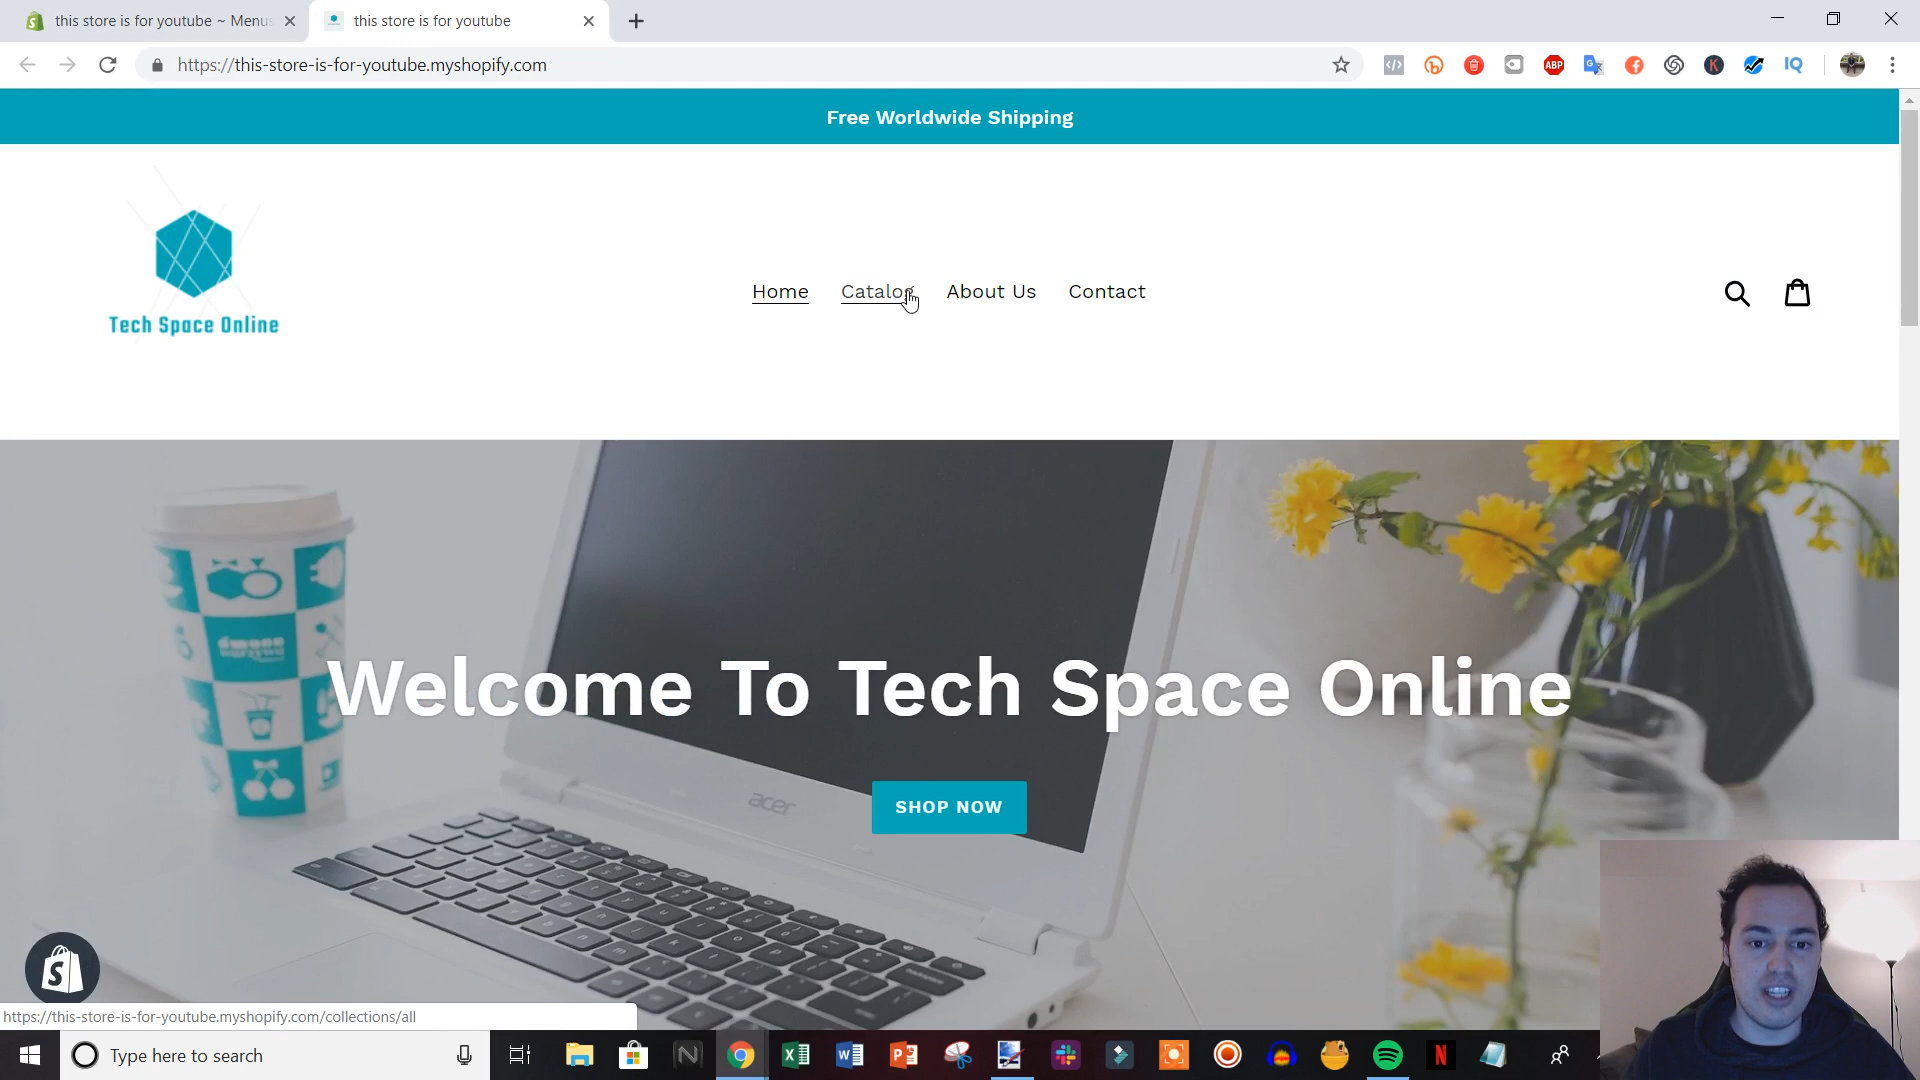 this store is for youtube ~ Menus
this store is for youtube
https://this-store-is-for-youtube.myshopify.com
ABP
K
IQ
Free Worldwide Shipping
Tech Space Online
Home
Catalog
About Us
Contact
acer
Welcome To Tech Space Online
SHOP NOW
https://this-store-is-for-youtube.myshopify.com/collections/all
Type here to search